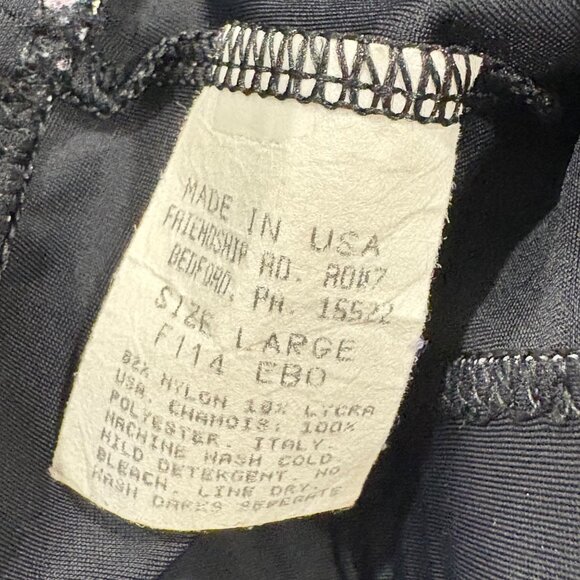 MADE IN USA
FRIENDSHIP RD. RD#7
BEDFORD, PA. 15522
SIZE LARGE
F114 EBO
82% NYLON 18% LYCRA
USA. CHAMOIS: 100%
POLYESTER. ITALY.
MACHINE WASH COLD.
MILD DETERGENT. NO
BLEACH. LINE DRY.
WASH DARKS SEPERATE